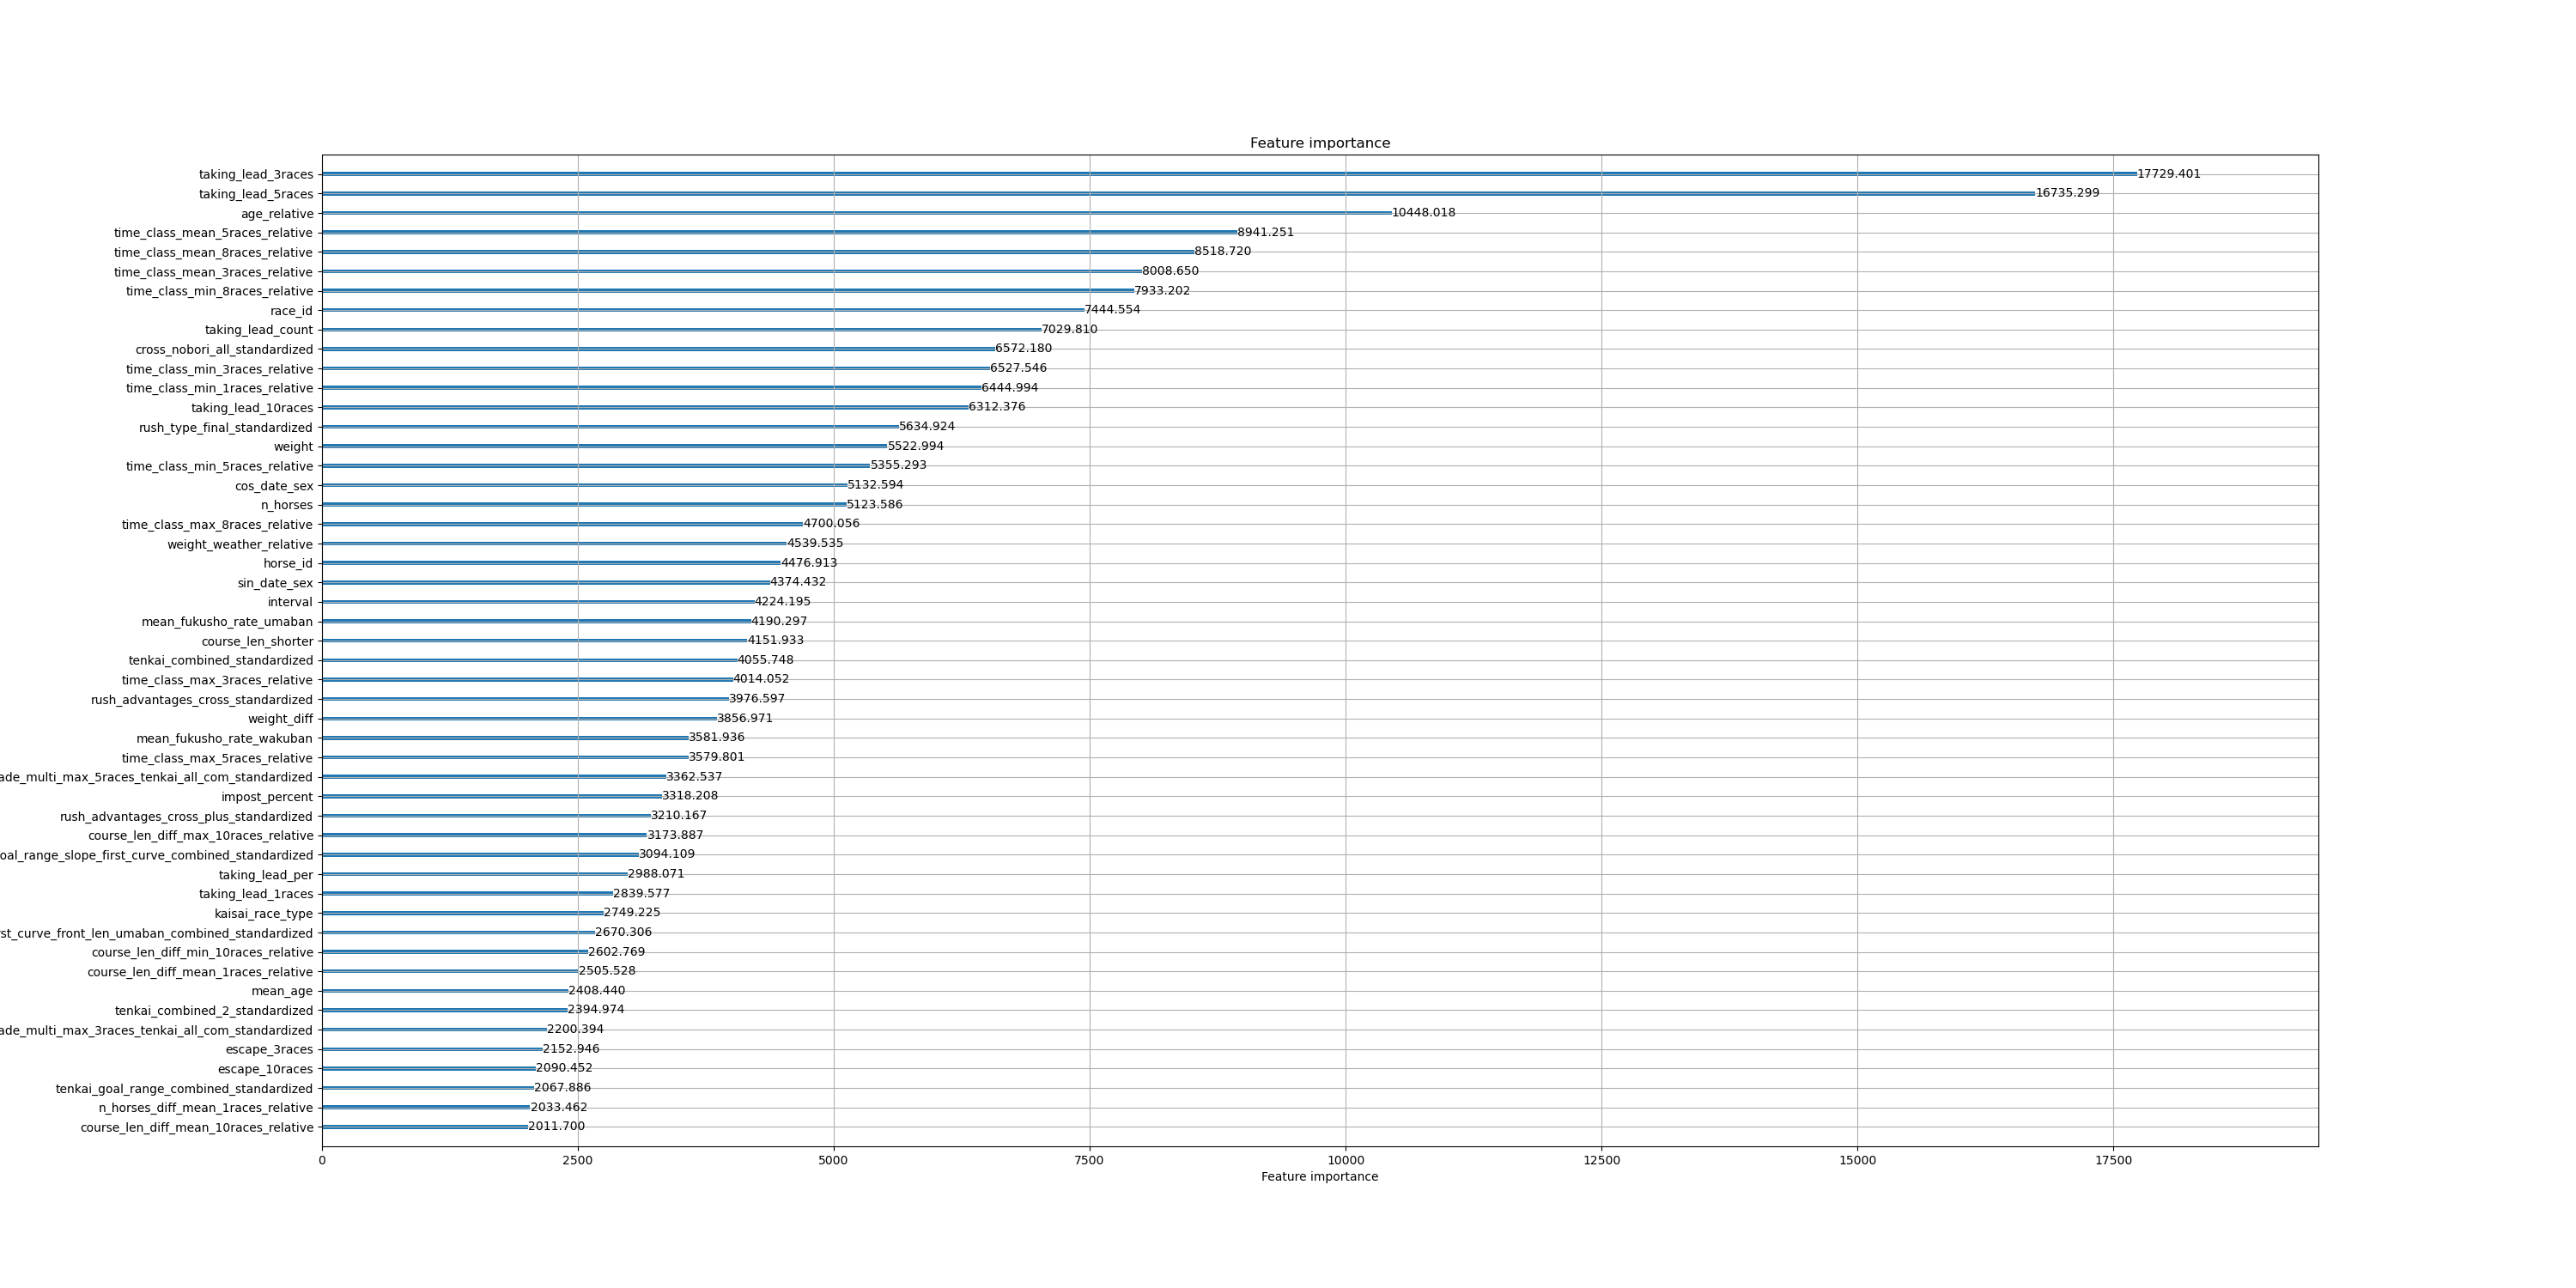 Feature importance
taking_lead_3races 17729.401
taking_lead_5races 16735.299
age_relative 10448.018
time_class_mean_5races_relative 8941.251
time_class_mean_8races_relative 8518.720
time_class_mean_3races_relative 8008.650
time_class_min_8races_relative 7933.202
race_id 7444.554
taking_lead_count 7029.810
cross_nobori_all_standardized 6572.180
time_class_min_3races_relative 6527.546
time_class_min_1races_relative 6444.994
taking_lead_10races 6312.376
rush_type_final_standardized 5634.924
weight 5522.994
time_class_min_5races_relative 5355.293
cos_date_sex 5132.594
n_horses 5123.586
time_class_max_8races_relative 4700.056
weight_weather_relative 4539.535
horse_id 4476.913
sin_date_sex 4374.432
interval 4224.195
mean_fukusho_rate_umaban 4190.297
course_len_shorter 4151.933
tenkai_combined_standardized 4055.748
time_class_max_3races_relative 4014.052
rush_advantages_cross_standardized 3976.597
weight_diff 3856.971
mean_fukusho_rate_wakuban 3581.936
time_class_max_5races_relative 3579.801
ade_multi_max_5races_tenkai_all_com_standardized 3362.537
impost_percent 3318.208
rush_advantages_cross_plus_standardized 3210.167
course_len_diff_max_10races_relative 3173.887
oal_range_slope_first_curve_combined_standardized 3094.109
taking_lead_per 2988.071
taking_lead_1races 2839.577
kaisai_race_type 2749.225
st_curve_front_len_umaban_combined_standardized 2670.306
course_len_diff_min_10races_relative 2602.769
course_len_diff_mean_1races_relative 2505.528
mean_age 2408.440
tenkai_combined_2_standardized 2394.974
ade_multi_max_3races_tenkai_all_com_standardized 2200.394
escape_3races 2152.946
escape_10races 2090.452
tenkai_goal_range_combined_standardized 2067.886
n_horses_diff_mean_1races_relative 2033.462
course_len_diff_mean_10races_relative 2011.700
0 2500 5000 7500 10000 12500 15000 17500
Feature importance